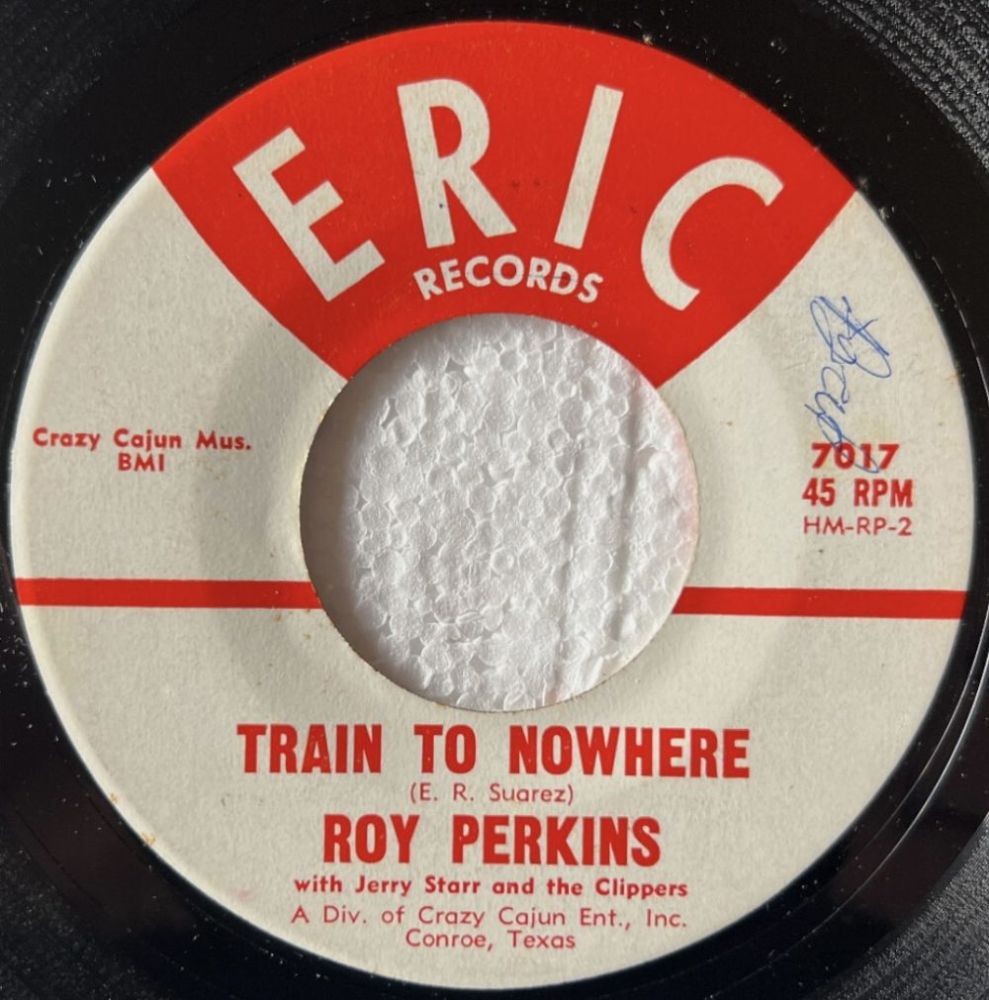 ERIC
RECORDS
Crazy Cajun Mus.
BMI
7017
45 RPM
HM-RP-2
TRAIN TO NOWHERE
(E. R. Suarez)
ROY PERKINS
with Jerry Starr and the Clippers
A Div. of Crazy Cajun Ent., Inc.
Conroe, Texas